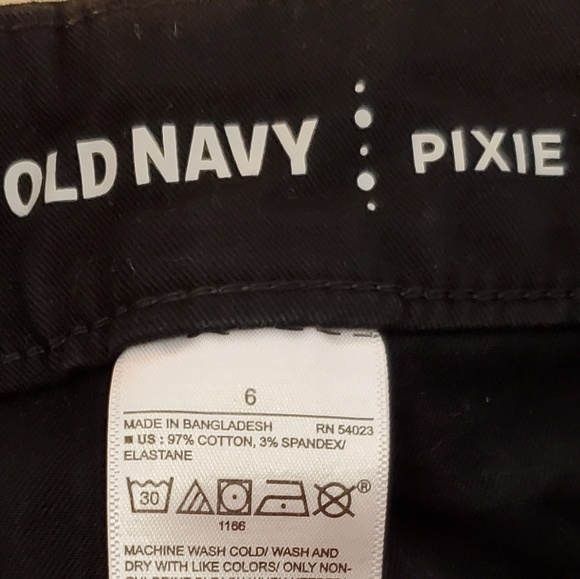 OLD NAVY PIXIE
6
MADE IN BANGLADESH RN 54023
US : 97% COTTON, 3% SPANDEX/
ELASTANE
30 ®
1166
MACHINE WASH COLD/ WASH AND
DRY WITH LIKE COLORS/ ONLY NON-